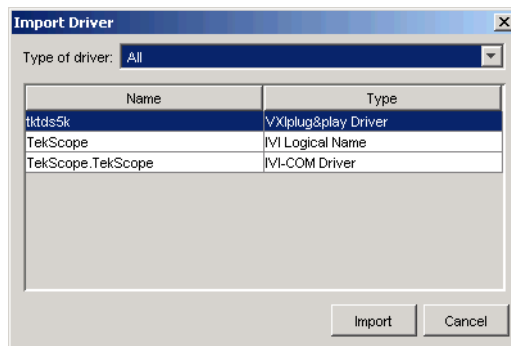 Import Driver
Type of driver: All
Name Type
tktds5k VXIplug&play Driver
TekScope IVI Logical Name
TekScope.TekScope IVI-COM Driver
Import Cancel